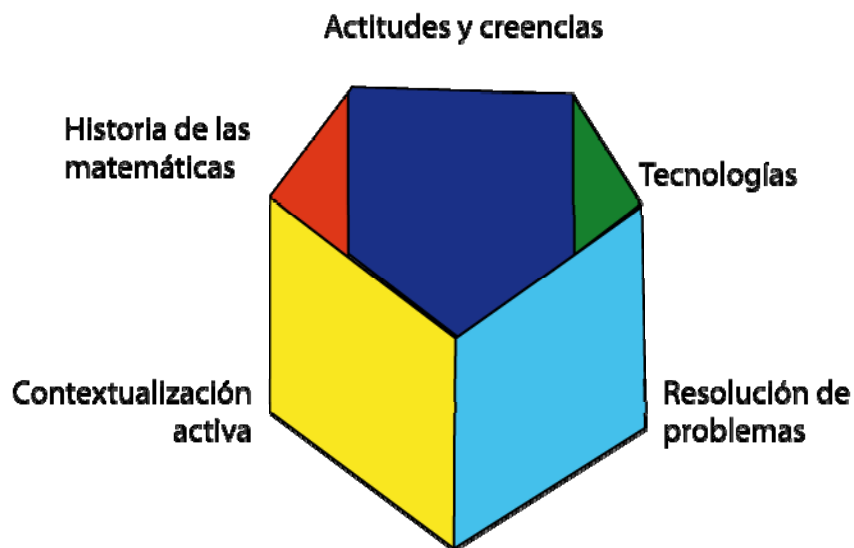 Actitudes y creencias
Historia de las
matemáticas
Tecnologías
Contextualización
activa
Resolución de
problemas